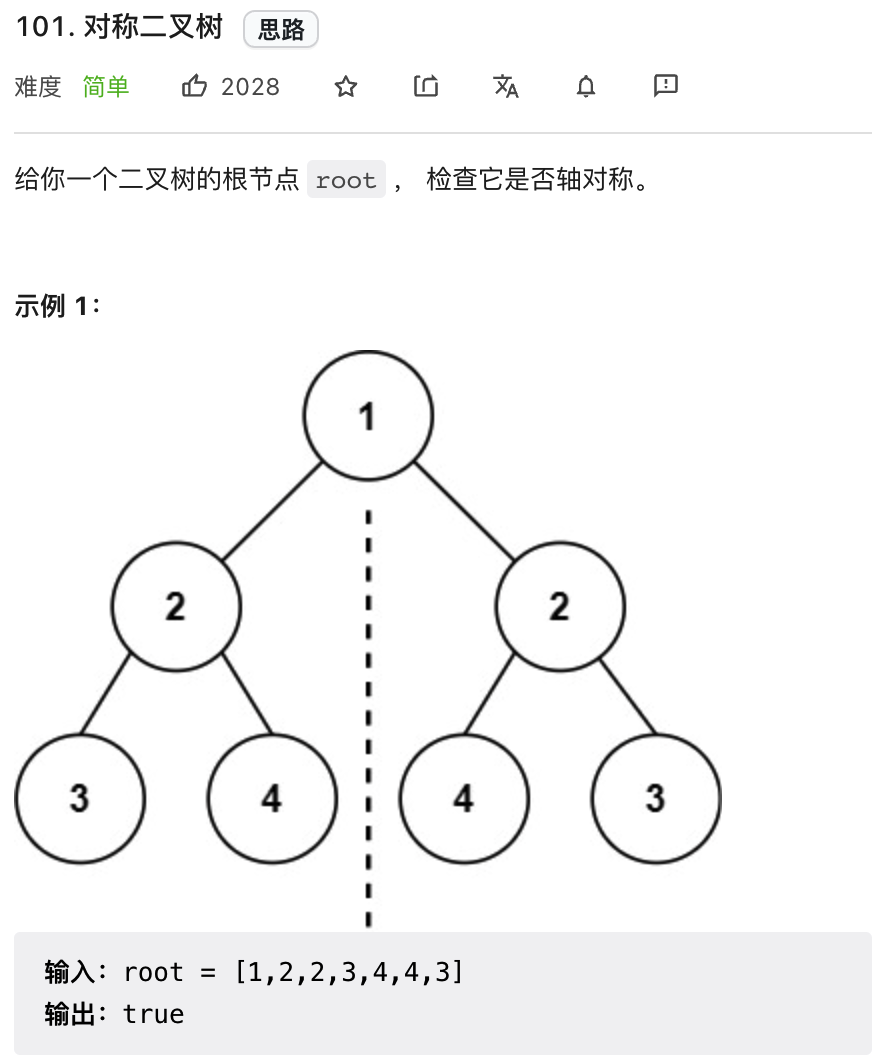 101. 对称二叉树 思路
难度 简单 2028
给你一个二叉树的根节点 root ， 检查它是否轴对称。
示例 1：
1
2 2
3 4 4 3
输入：root = [1,2,2,3,4,4,3]
输出：true